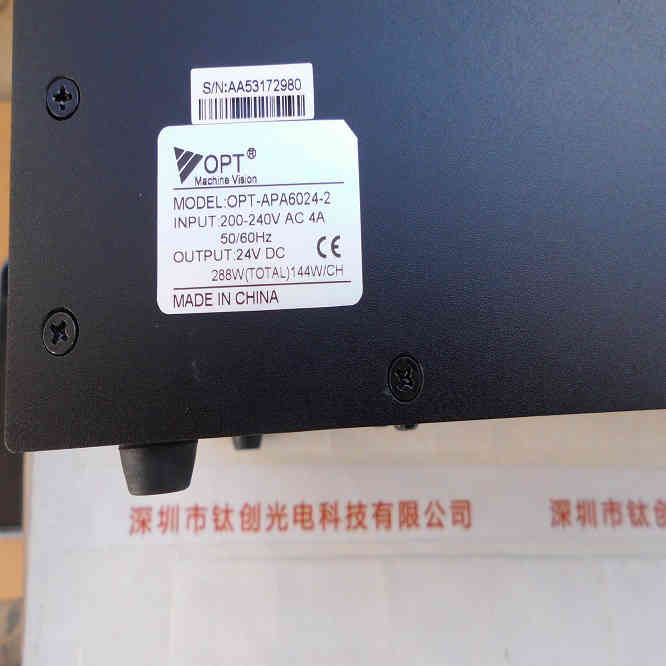 S/N:AA53172980
OPT®
Machine Vision
MODEL:OPT-APA6024-2
INPUT:200-240V AC 4A
50/60Hz
OUTPUT:24V DC
CE
288W(TOTAL)144W/CH
MADE IN CHINA
深圳市钛创光电科技有限公司
深圳市钛创